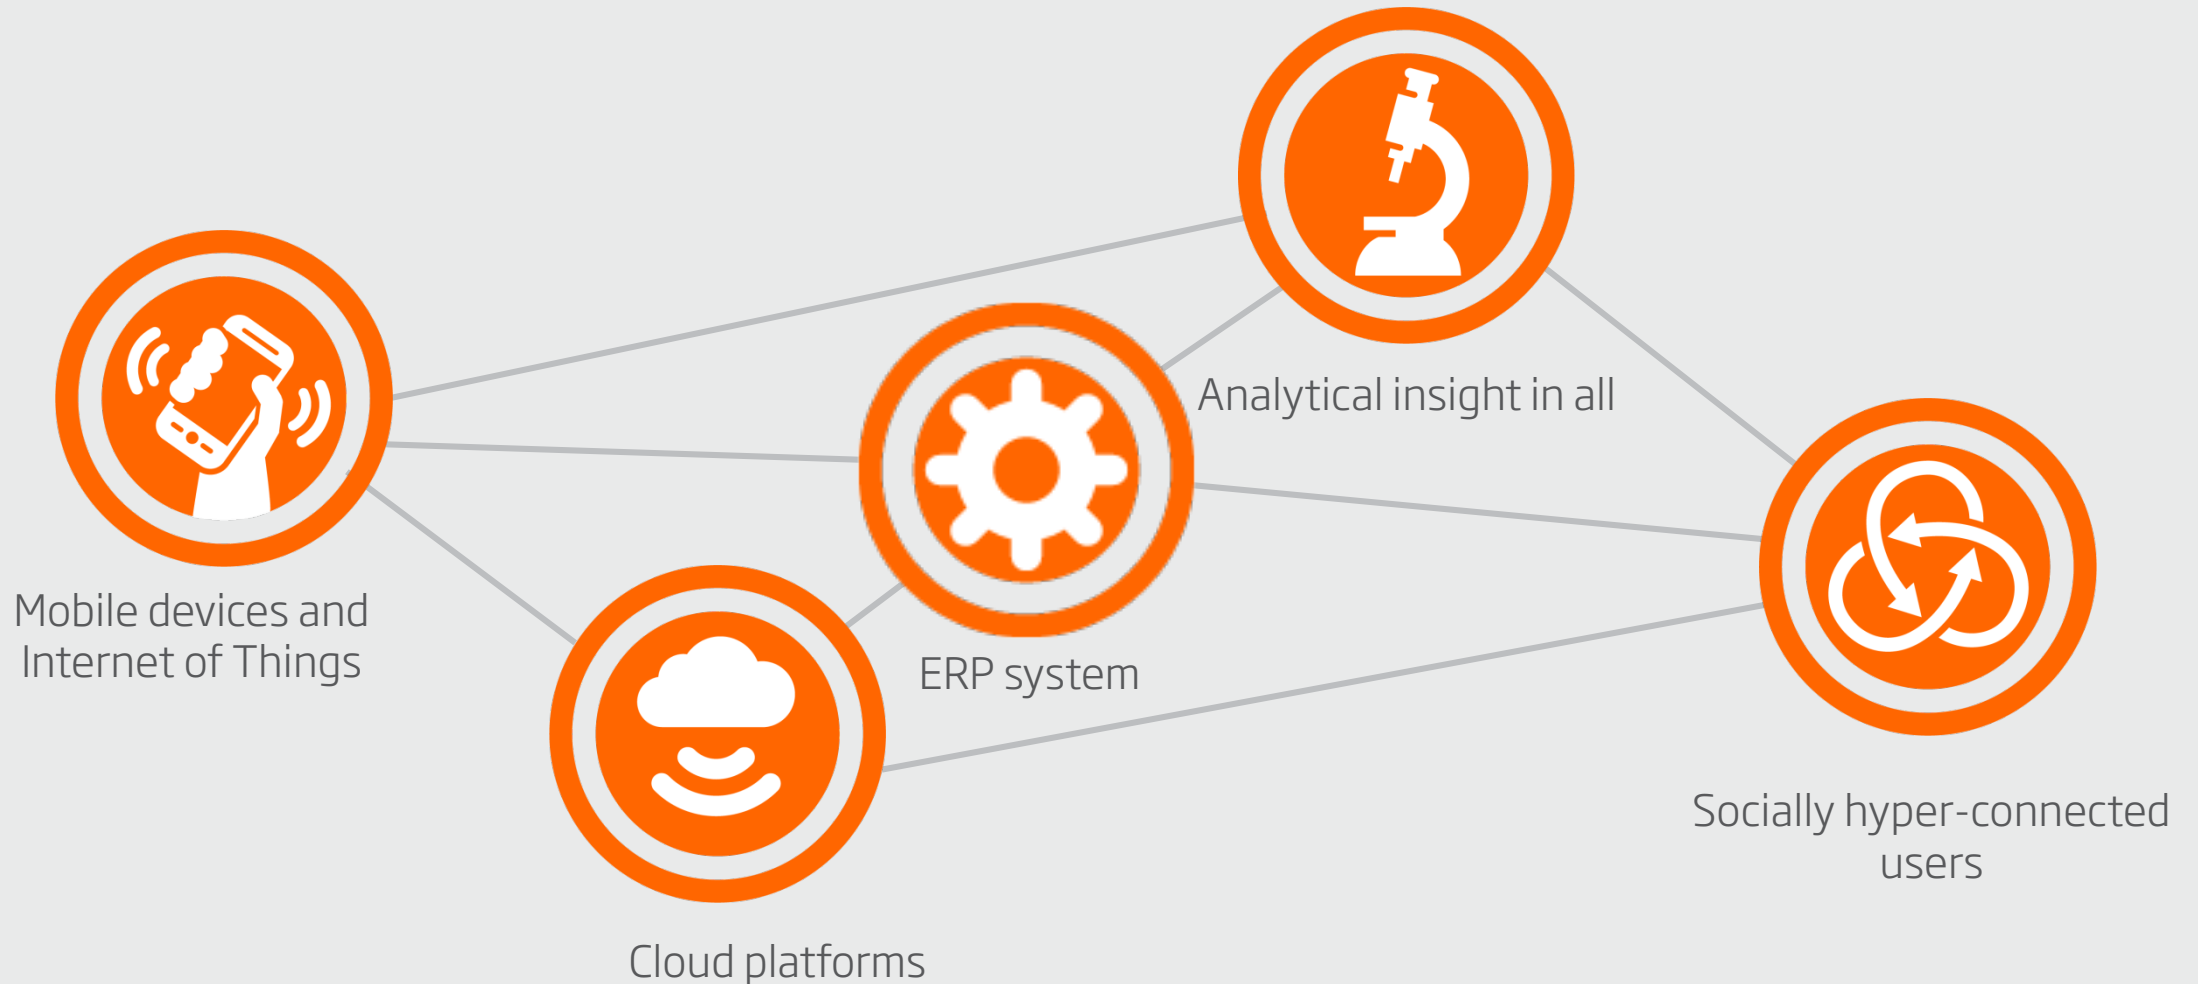 Analytical insight in all
Mobile devices and
Internet of Things
ERP system
Socially hyper-connected
users
Cloud platforms